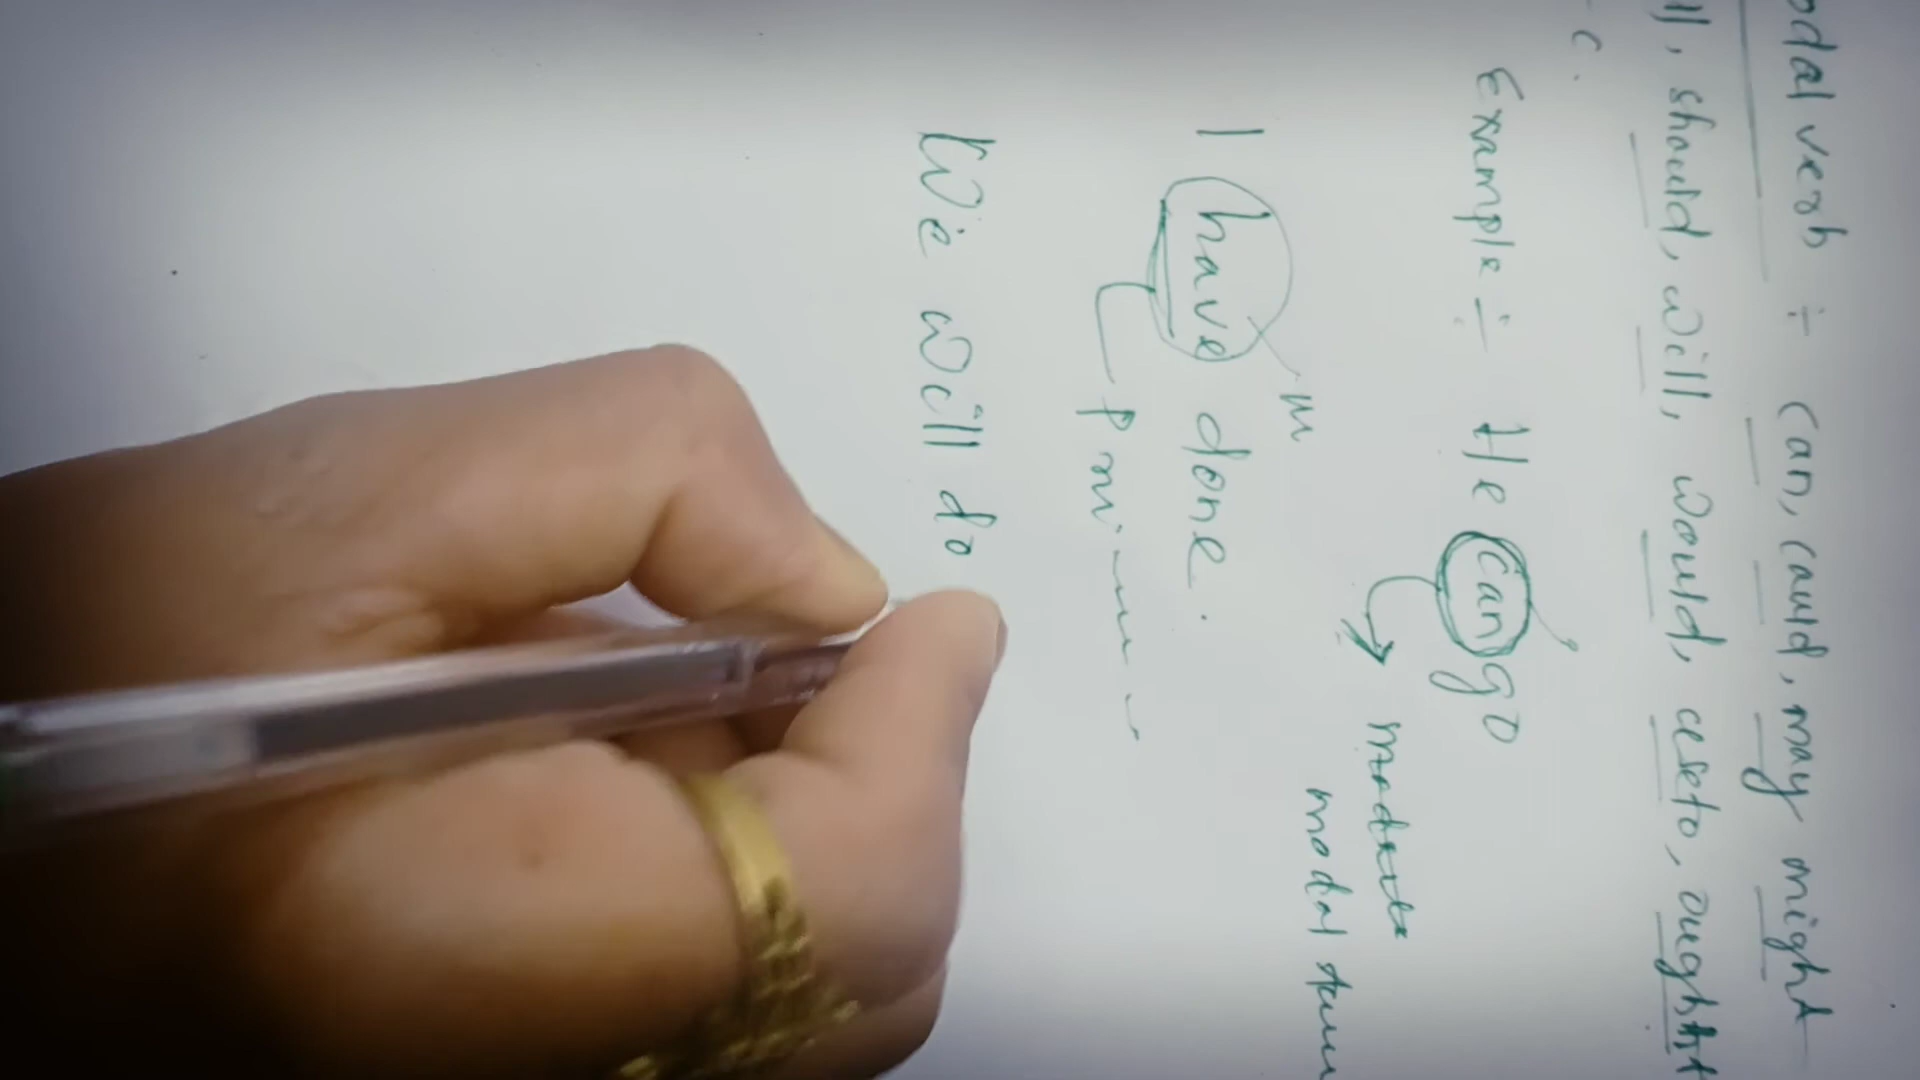 odal verb ÷ can, could, may might
ll, should, will, would, useto, ought
c.
Example ÷ He can go
modal
m
I have done.
We will do